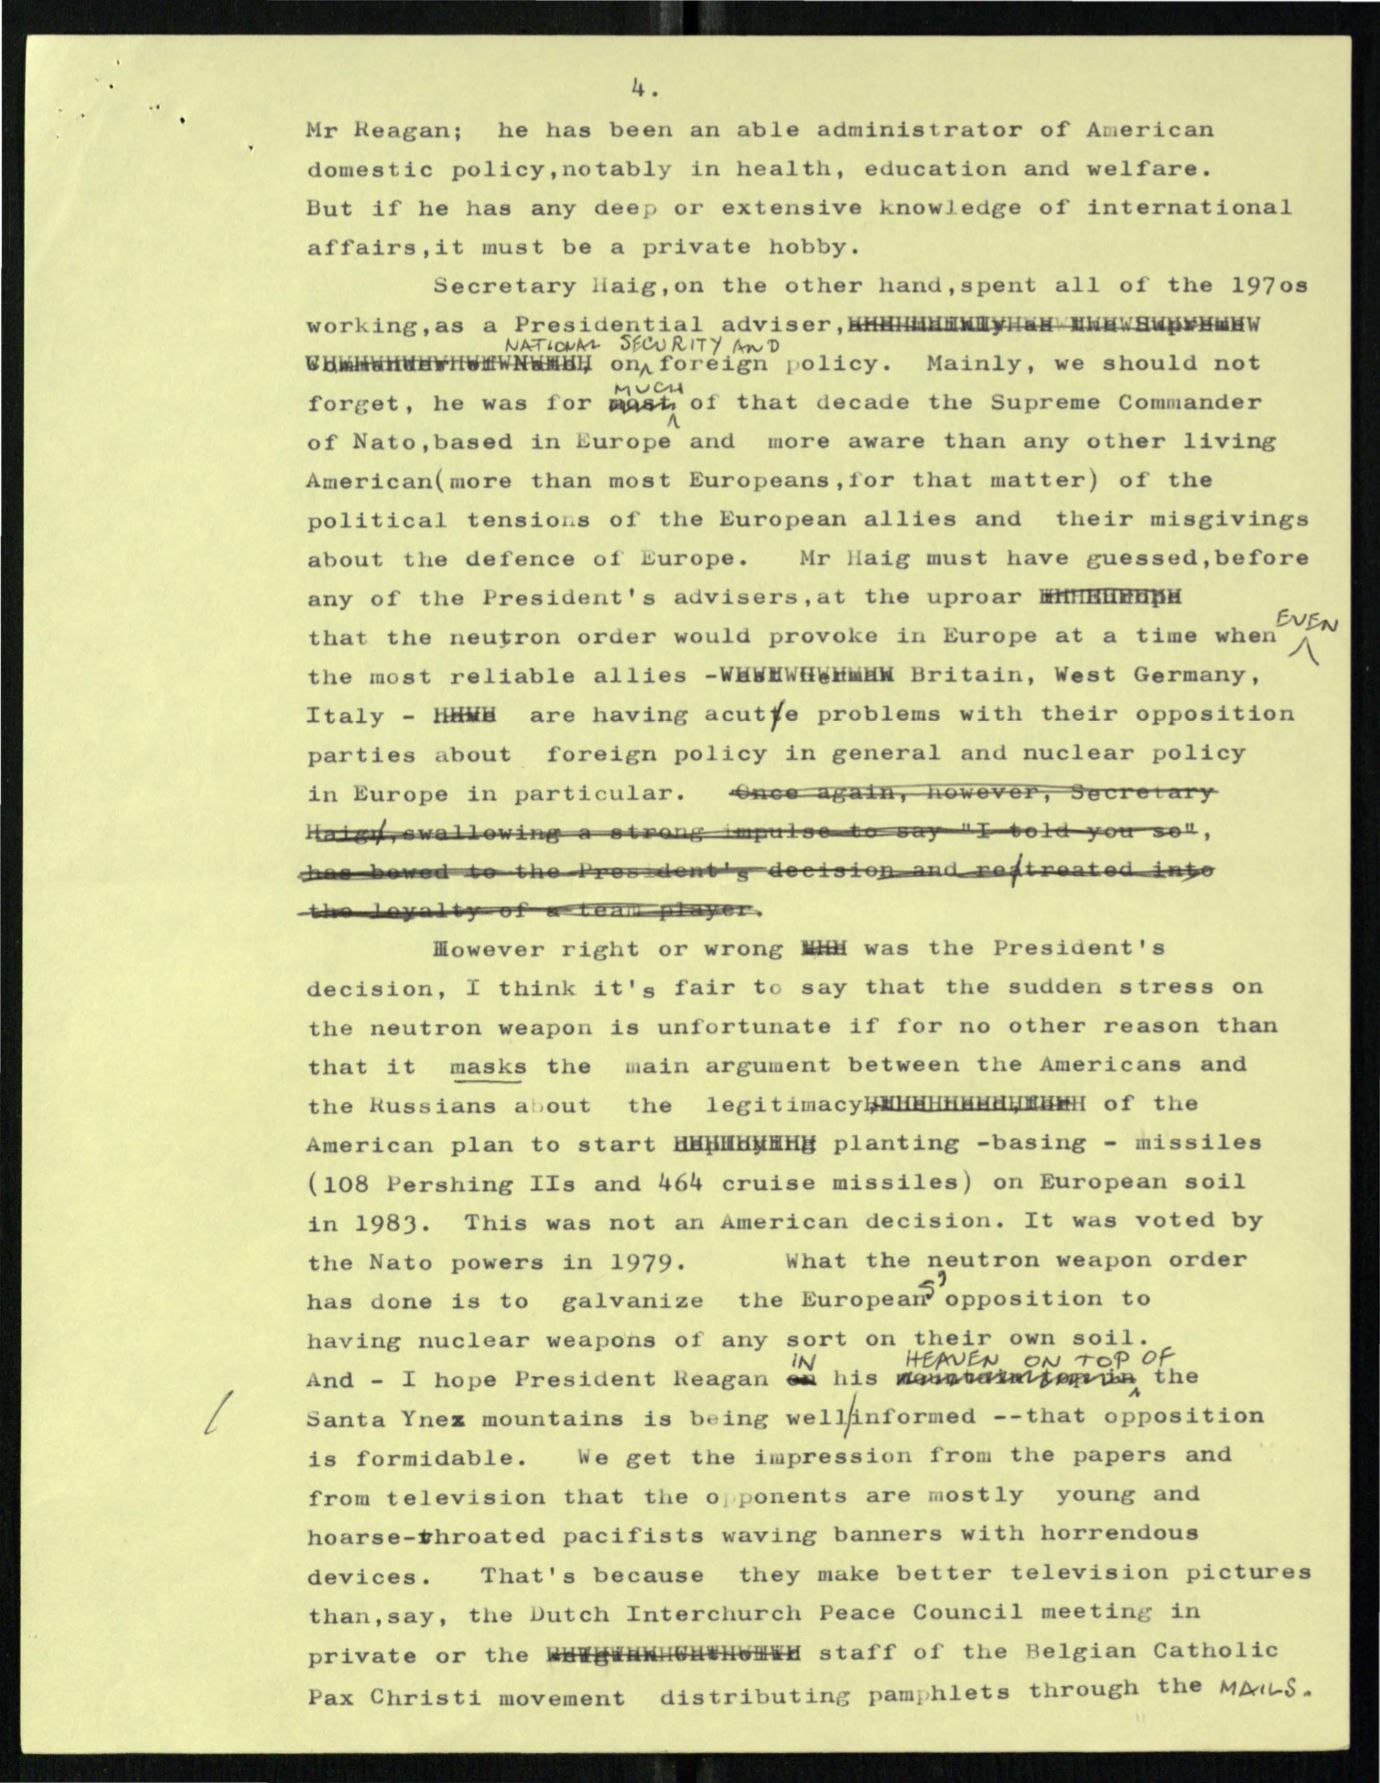 4.
Mr Reagan; he has been an able administrator of American
domestic policy,notably in health, education and welfare.
But if he has any deep or extensive knowledge of international
affairs,it must be a private hobby.
Secretary Haig,on the other hand,spent all of the 197os
working,as a Presidential adviser,
NATIONAL SECURITY AND
on foreign policy. Mainly, we should not
MUCH
forget, he was for most of that decade the Supreme Commander
of Nato,based in Europe and more aware than any other living
American(more than most Europeans,for that matter) of the
political tensions of the European allies and their misgivings
about the defence of Europe. Mr Haig must have guessed,before
any of the President's advisers,at the uproar
that the neutron order would provoke in Europe at a time when EVEN
the most reliable allies - Britain, West Germany,
Italy - are having acute problems with their opposition
parties about foreign policy in general and nuclear policy
in Europe in particular. Once again, however, Secretary
Haig,swallowing a strong impulse to say "I told you so",
has bowed to the President's decision and retreated into
the loyalty of a team player.
However right or wrong was the President's
decision, I think it's fair to say that the sudden stress on
the neutron weapon is unfortunate if for no other reason than
that it masks the main argument between the Americans and
the Russians about the legitimacy of the
American plan to start deploying planting -basing - missiles
(108 Pershing IIs and 464 cruise missiles) on European soil
in 1983. This was not an American decision. It was voted by
the Nato powers in 1979. What the neutron weapon order
has done is to galvanize the Europeans' opposition to
having nuclear weapons of any sort on their own soil.
IN HEAVEN ON TOP OF
And - I hope President Reagan on his mountain top in the
Santa Ynez mountains is being well/informed --that opposition
is formidable. We get the impression from the papers and
from television that the opponents are mostly young and
hoarse-throated pacifists waving banners with horrendous
devices. That's because they make better television pictures
than,say, the Dutch Interchurch Peace Council meeting in
private or the staff of the Belgian Catholic
Pax Christi movement distributing pamphlets through the MAILS.